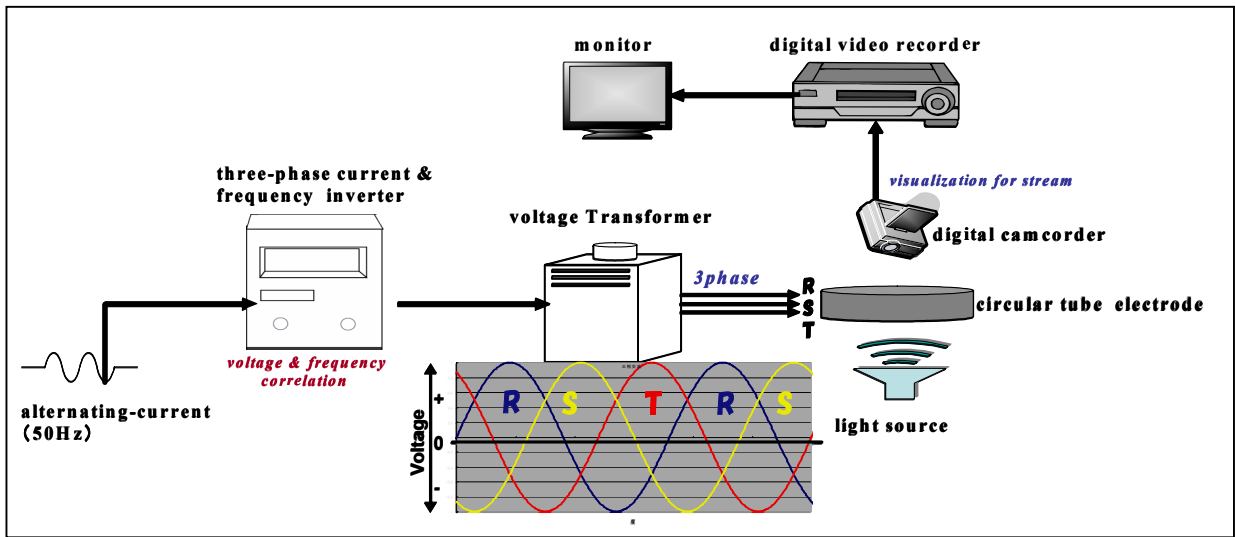 monitor
digital video recorder
three-phase current &
frequency inverter
visualization for stream
voltage Transformer
digital camcorder
3phase
R
S
T
circular tube electrode
voltage & frequency
correlation
alternating-current
(50Hz)
Voltage
+
0
-
R S T R S
light source